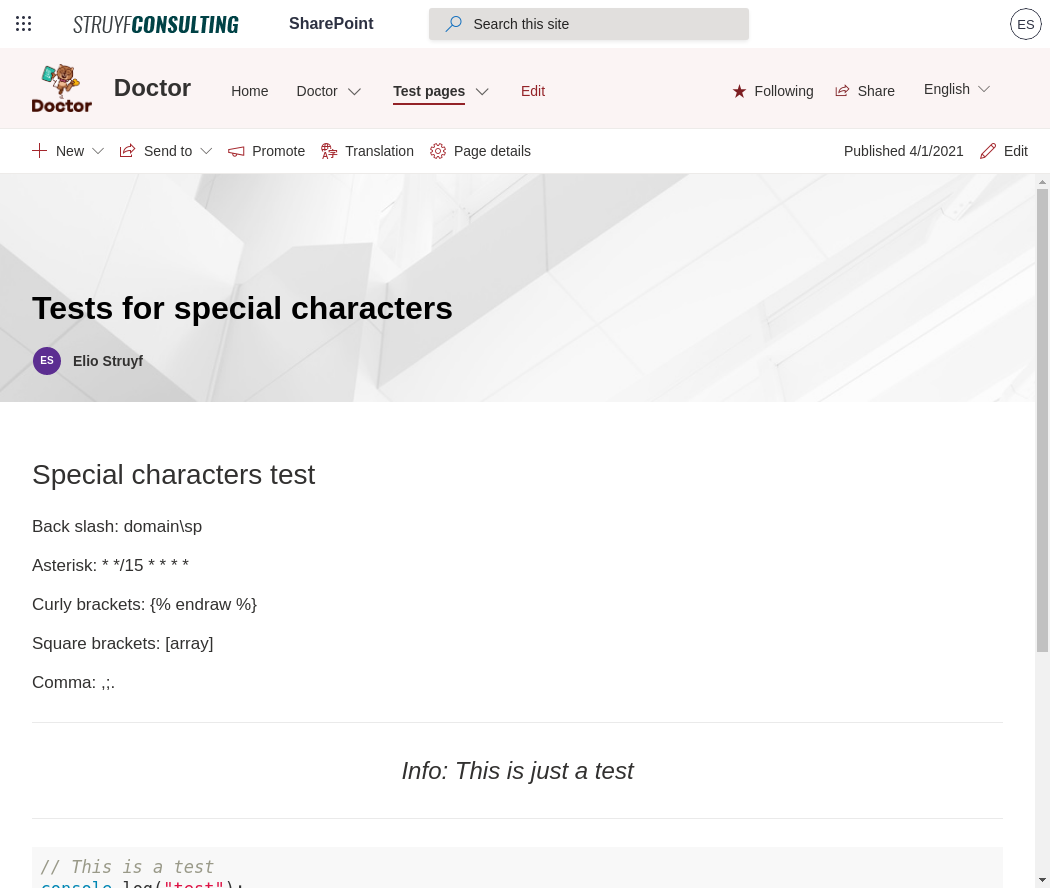 STRUYFCONSULTING SharePoint Search this site ES
Doctor Doctor Home Doctor Test pages Edit Following Share English
New Send to Promote Translation Page details Published 4/1/2021 Edit
Tests for special characters
ES Elio Struyf
Special characters test
Back slash: domain\sp
Asterisk: * */15 * * * *
Curly brackets: {% endraw %}
Square brackets: [array]
Comma: ,;.
Info: This is just a test
// This is a test
console.log("test");